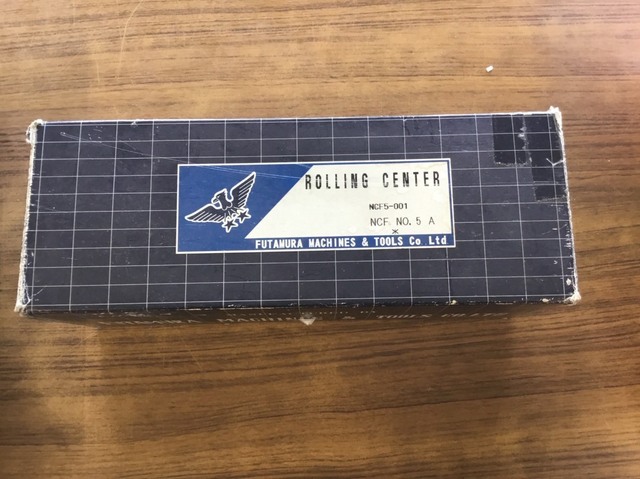 ROLLING CENTER
NCF5-001
NCF. NO. 5 A
*
FUTAMURA MACHINES & TOOLS Co. Ltd